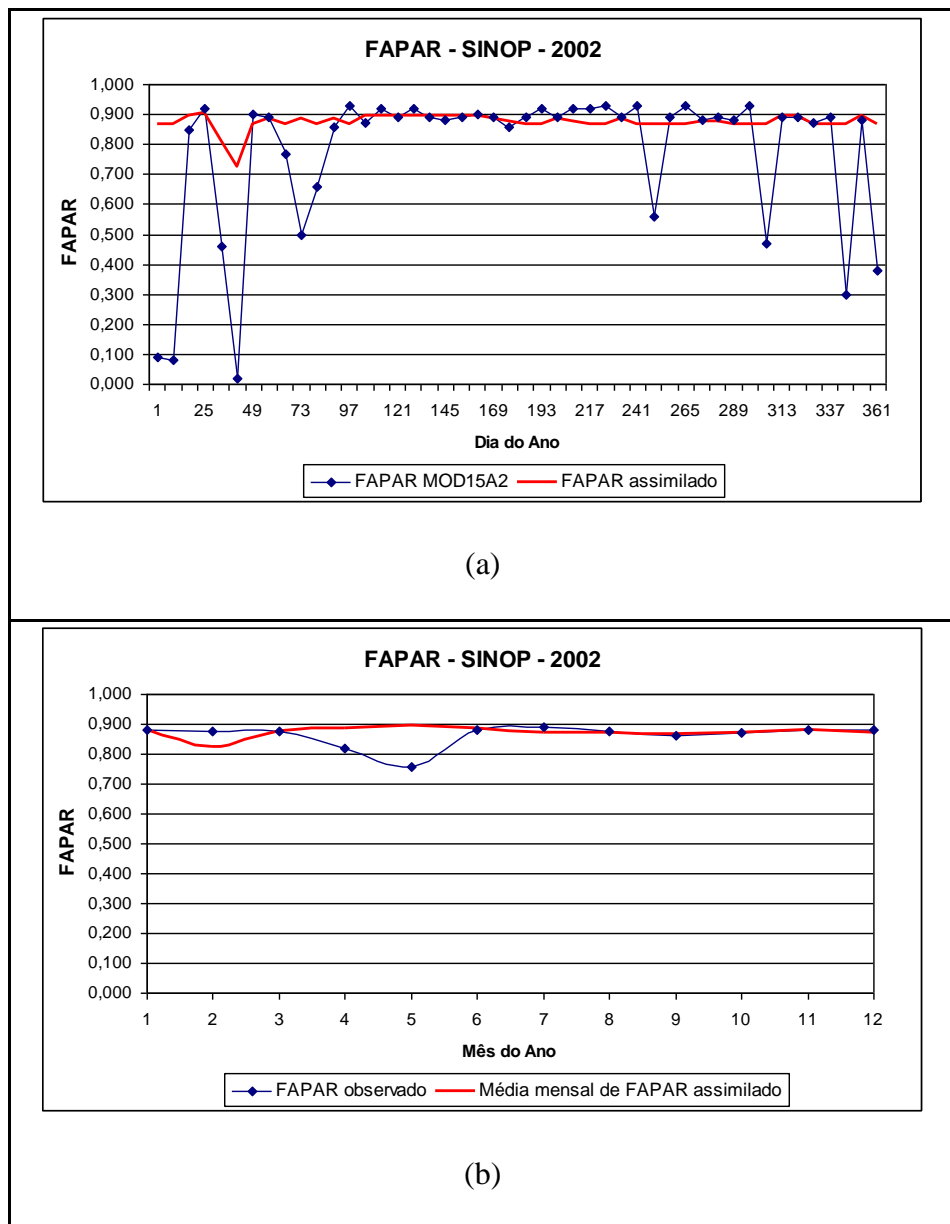 FAPAR - SINOP - 2002
1,000
0,900
0,800
0,700
0,600
0,500
0,400
0,300
0,200
0,100
0,000
FAPAR
1 25 49 73 97 121 145 169 193 217 241 265 289 313 337 361
Dia do Ano
FAPAR MOD15A2 FAPAR assimilado
(a)
FAPAR - SINOP - 2002
1,000
0,900
0,800
0,700
0,600
0,500
0,400
0,300
0,200
0,100
0,000
FAPAR
1 2 3 4 5 6 7 8 9 10 11 12
Mês do Ano
FAPAR observado Média mensal de FAPAR assimilado
(b)